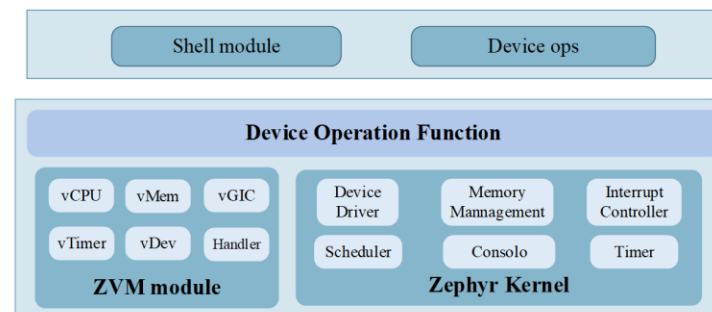 Shell module
Device ops
Device Operation Function
vCPU
vMem
vGIC
vTimer
vDev
Handler
ZVM module
Device
Driver
Memory
Mannagement
Interrupt
Controller
Scheduler
Consolo
Timer
Zephyr Kernel